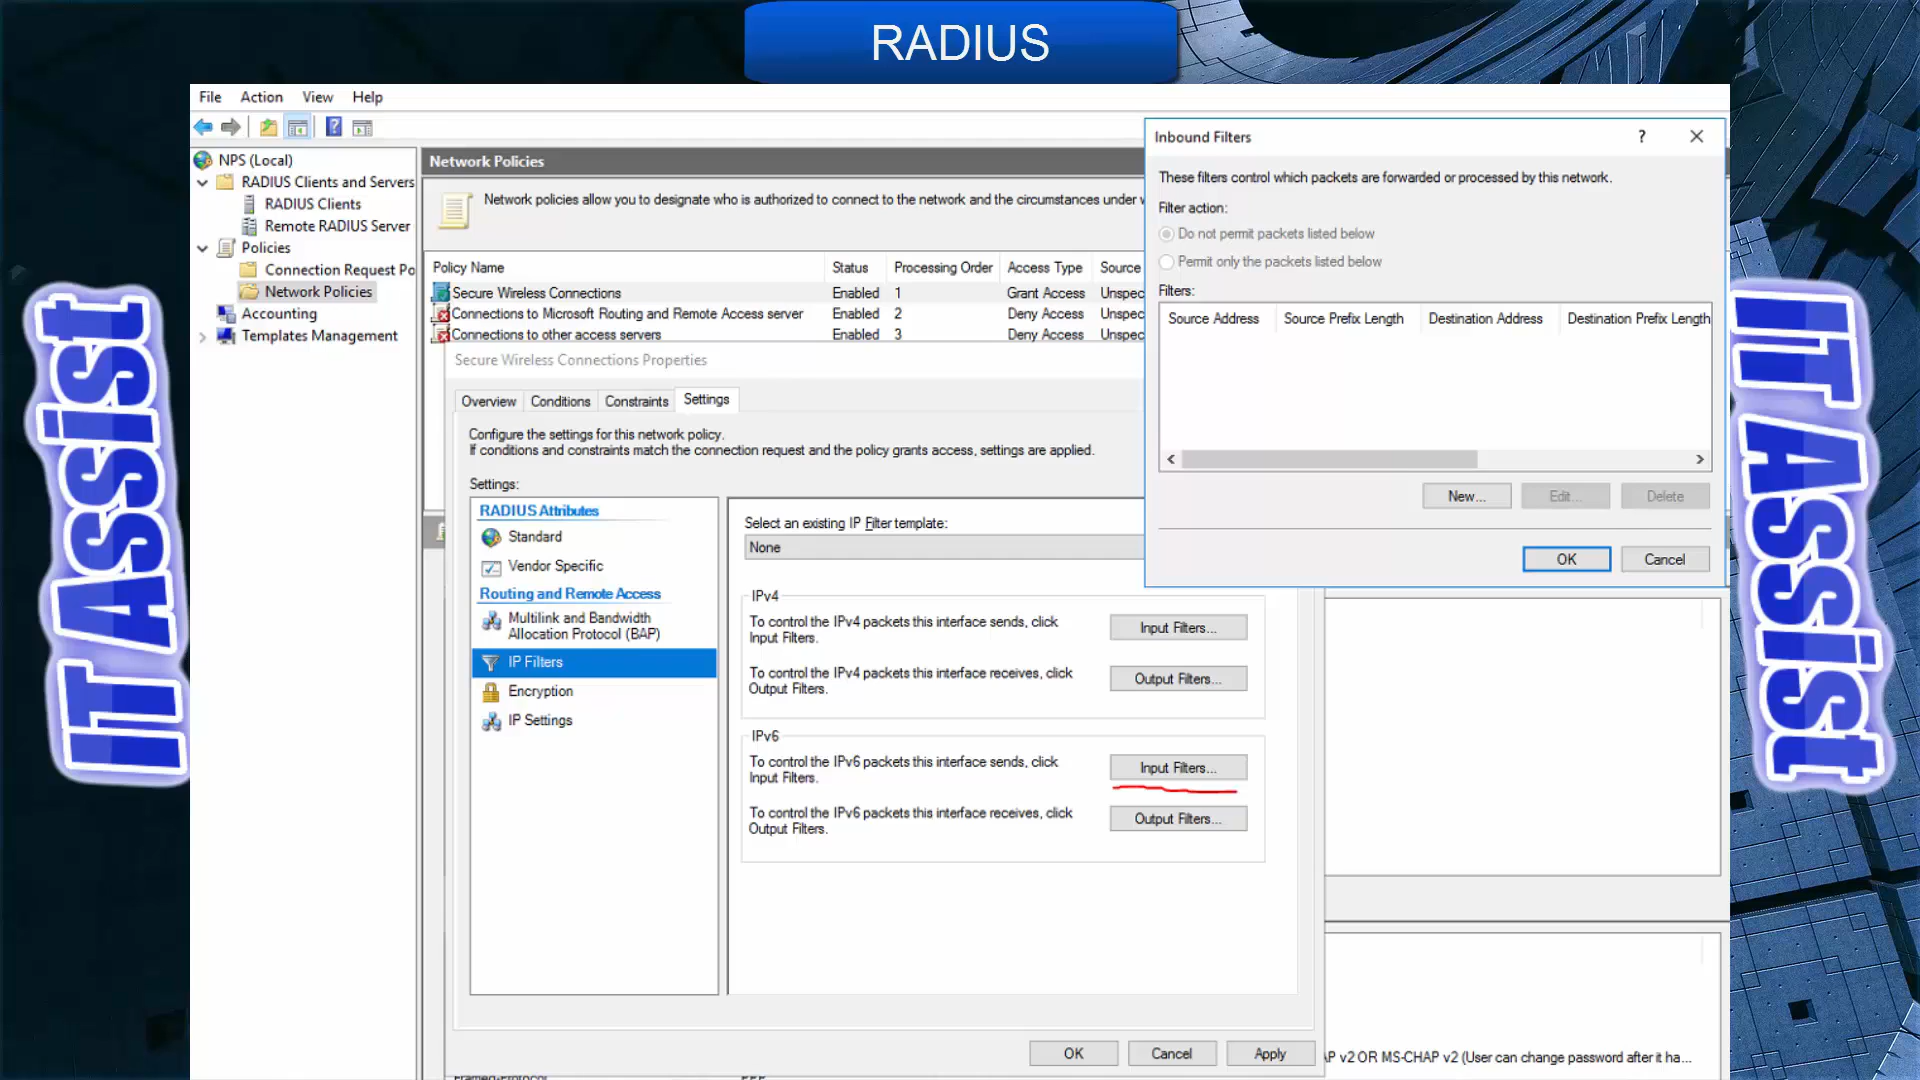 RADIUS
IT Assist
File Action View Help
NPS (Local)
RADIUS Clients and Servers
RADIUS Clients
Remote RADIUS Server
Policies
Connection Request Po
Network Policies
Accounting
Templates Management
Network Policies
Network policies allow you to designate who is authorized to connect to the network and the circumstances under
Policy Name Status Processing Order Access Type Source
Secure Wireless Connections Enabled 1 Grant Access Unspec
Connections to Microsoft Routing and Remote Access server Enabled 2 Deny Access Unspec
Connections to other access servers Enabled 3 Deny Access Unspec
Secure Wireless Connections Properties
Overview Conditions Constraints Settings
Configure the settings for this network policy.
If conditions and constraints match the connection request and the policy grants access, settings are applied.
Settings:
RADIUS Attributes
Standard
Vendor Specific
Routing and Remote Access
Multilink and Bandwidth
Allocation Protocol (BAP)
IP Filters
Encryption
IP Settings
Select an existing IP Filter template:
None
IPv4
To control the IPv4 packets this interface sends, click
Input Filters.
Input Filters...
To control the IPv4 packets this interface receives, click
Output Filters.
Output Filters...
IPv6
To control the IPv6 packets this interface sends, click
Input Filters.
Input Filters...
To control the IPv6 packets this interface receives, click
Output Filters.
Output Filters...
OK Cancel Apply
Inbound Filters
These filters control which packets are forwarded or processed by this network.
Filter action:
Do not permit packets listed below
Permit only the packets listed below
Filters:
Source Address Source Prefix Length Destination Address Destination Prefix Length
New... Edit... Delete
OK Cancel
AP v2 OR MS-CHAP v2 (User can change password after it ha...
IT Assist